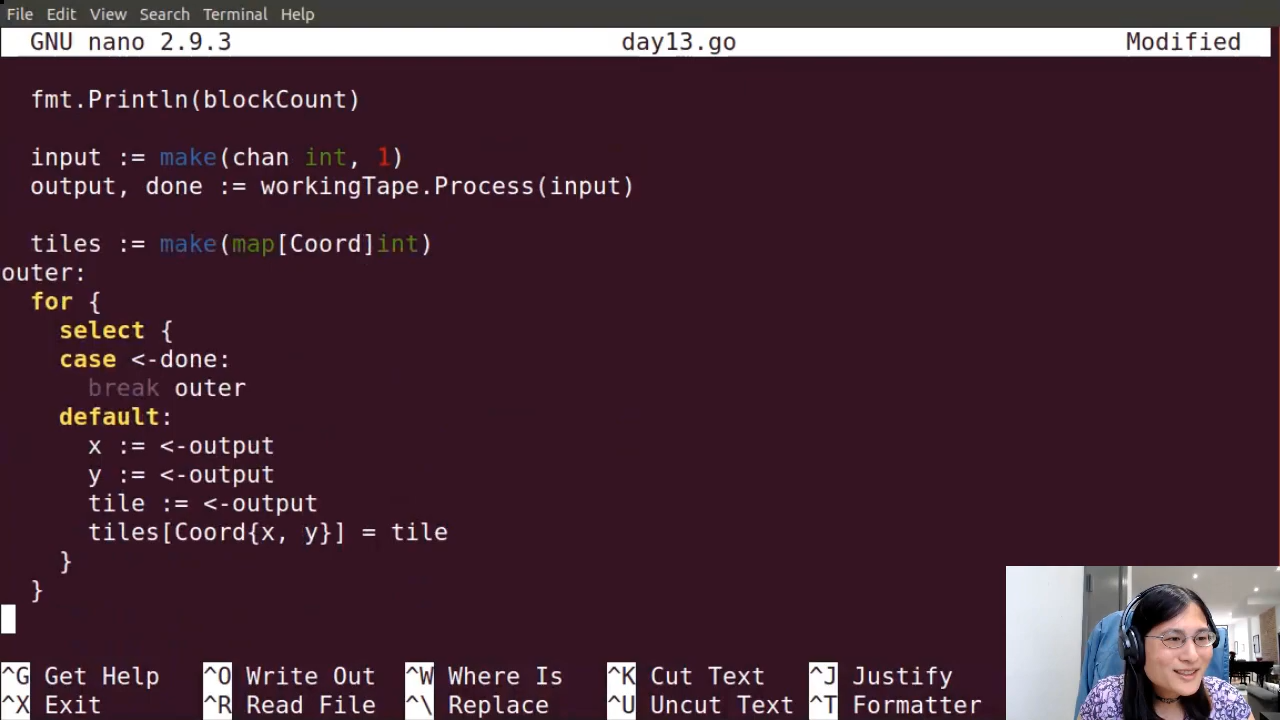 File Edit View Search Terminal Help
GNU nano 2.9.3 day13.go Modified
fmt.Println(blockCount)
input := make(chan int, 1)
output, done := workingTape.Process(input)
tiles := make(map[Coord]int)
outer:
for {
select {
case <-done:
break outer
default:
x := <-output
y := <-output
tile := <-output
tiles[Coord{x, y}] = tile
}
}
^G Get Help ^O Write Out ^W Where Is ^K Cut Text ^J Justify
^X Exit ^R Read File ^\ Replace ^U Uncut Text ^T Formatter